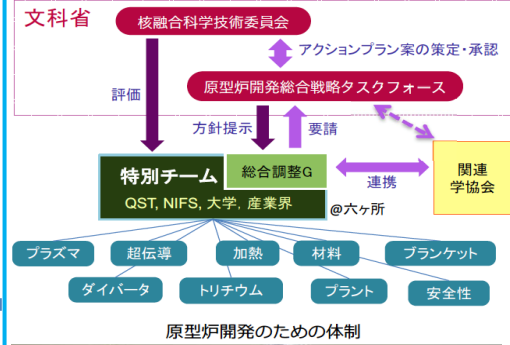 文科省
核融合科学技術委員会
アクションプラン案の策定・承認
評価
原型炉開発総合戦略タスクフォース
方針提示
要請
特別チーム
総合調整G
QST, NIFS, 大学, 産業界
@六ヶ所
連携
関連
学協会
プラズマ
超伝導
加熱
材料
ブランケット
ダイバータ
トリチウム
プラント
安全性
原型炉開発のための体制